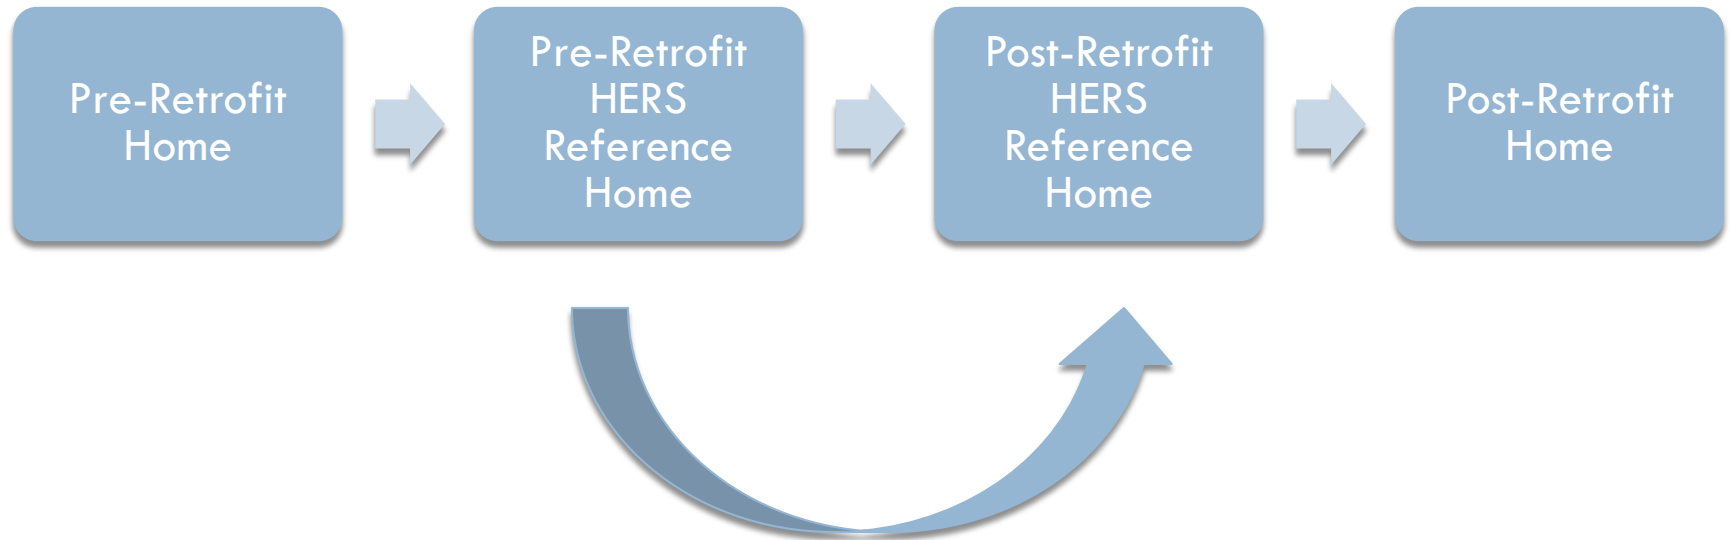 Pre-Retrofit
Home
Pre-Retrofit
HERS
Reference
Home
Post-Retrofit
HERS
Reference
Home
Post-Retrofit
Home